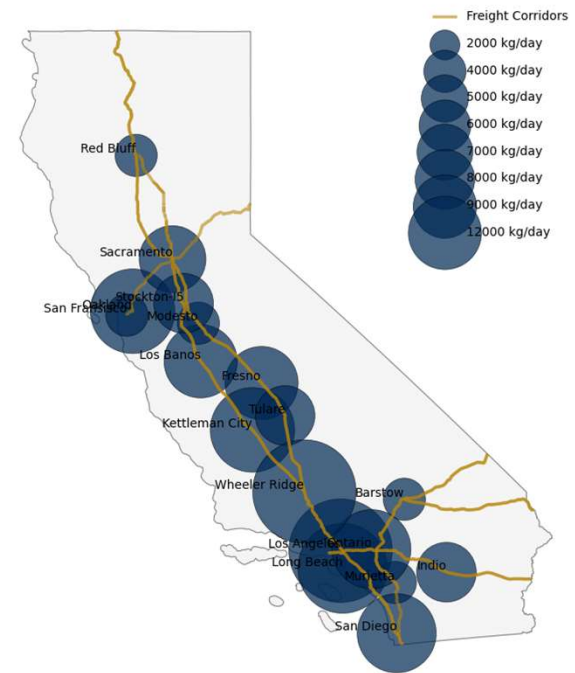 Freight Corridors
2000 kg/day
4000 kg/day
5000 kg/day
6000 kg/day
7000 kg/day
8000 kg/day
9000 kg/day
12000 kg/day
Red Bluff
Sacramento
Stockton-I5
Oakland
San Fransisco
Modesto
Los Banos
Fresno
Tulare
Kettleman City
Wheeler Ridge
Barstow
Los Angeles
Ontario
Long Beach
Indio
Murietta
San Diego